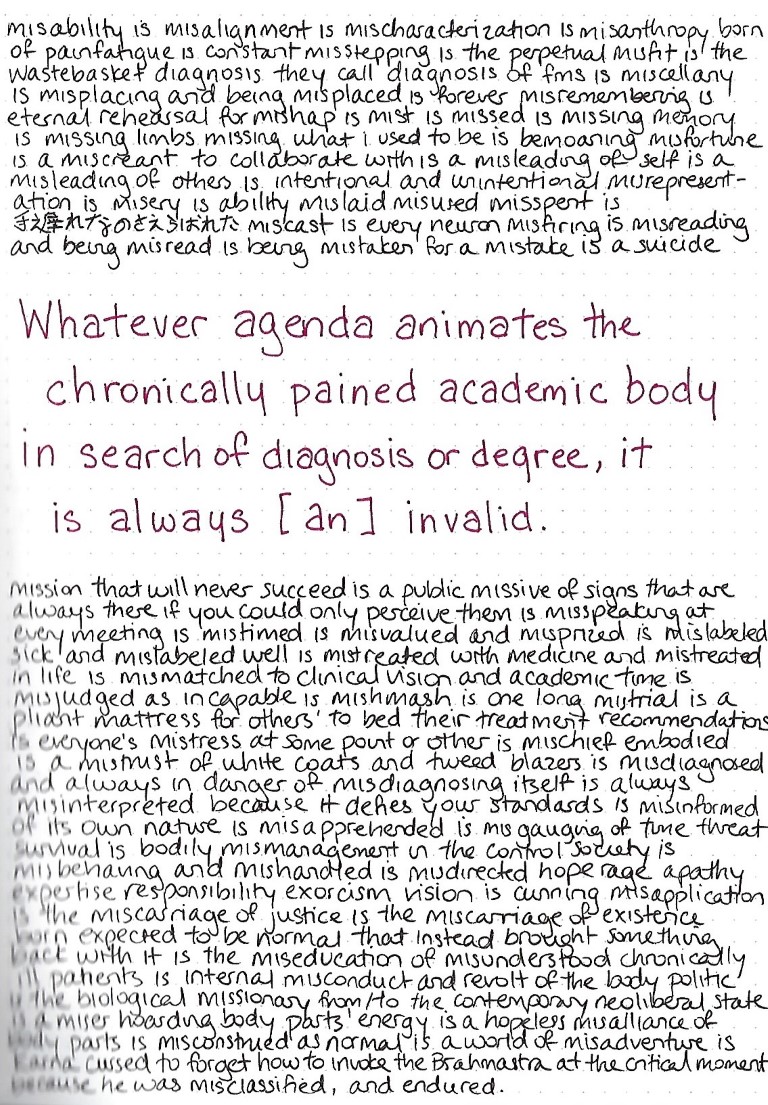 misability is misalignment is mischaracterization is misanthropy born
of painfatigue is constant misstepping is the perpetual misfit is the
wastebasket diagnosis they call diagnosis of fms is miscellany
is misplacing and being misplaced is forever misremembering is
eternal rehearsal for mishap is mist is missed is missing memory
is missing limbs missing what i used to be is bemoaning misfortune
is a miscreant to collaborate with is a misleading of self is a
misleading of others is intentional and unintentional misrepresent-
ation is misery is ability mislaid misused misspent is
miscast is every neuron misfiring is misreading
and being misread is being mistaken for a mistake is a suicide
Whatever agenda animates the
chronically pained academic body
in search of diagnosis or degree, it
is always [an] invalid.
mission that will never succeed is a public missive of signs that are
always there if you could only perceive them is misspeaking at
every meeting is mistimed is misvalued and misprized is mislabeled
sick and mislabeled well is mistreated with medicine and mistreated
in life is mismatched to clinical vision and academic time is
misjudged as incapable is mishmash is one long mistrial is a
pliant mattress for others' to bed their treatment recommendations
is everyone's mistress at some point or other is mischief embodied
is a mistrust of white coats and tweed blazers is misdiagnosed
and always in danger of misdiagnosing itself is always
misinterpreted because it defies your standards is misinformed
of its own nature is misapprehended is misgauging of time threat
survival is bodily mismanagement in the control society is
misbehaving and mishandled is misdirected hope rage apathy
expertise responsibility exorcism vision is cunning misapplication
is the miscarriage of justice is the miscarriage of existence
born expected to be normal that instead brought something
back with it is the miseducation of misunderstood chronically
ill patients is internal misconduct and revolt of the body politic
is the biological missionary from/to the contemporary neoliberal state
is a miser hoarding body parts' energy is a hopeless misalliance of
body parts is misconstrued as normal is a world of misadventure is
Karna cussed to forget how to invoke the Brahmastra at the critical moment
because he was misclassified, and endured.